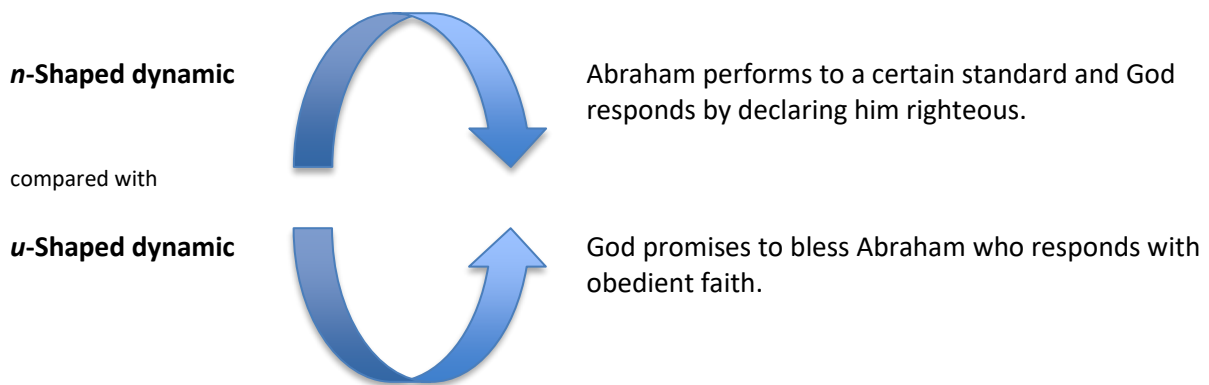 n-Shaped dynamic
Abraham performs to a certain standard and God
responds by declaring him righteous.
compared with
u-Shaped dynamic
God promises to bless Abraham who responds with
obedient faith.